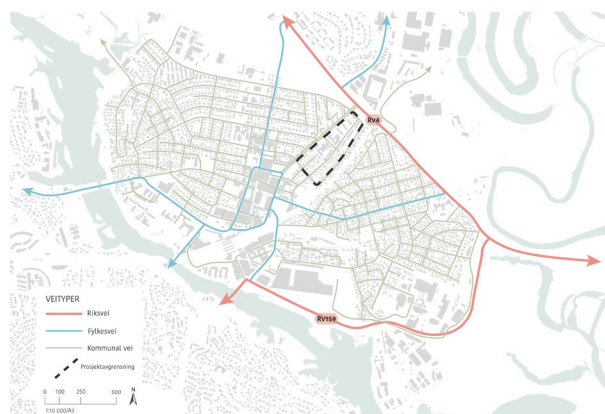 Rv4
Rv159
VEITYPER
Riksvei
Fylkesvei
Kommunal vei
Prosjektavgrensning
0 100 250 500
N
1:10 000/A3